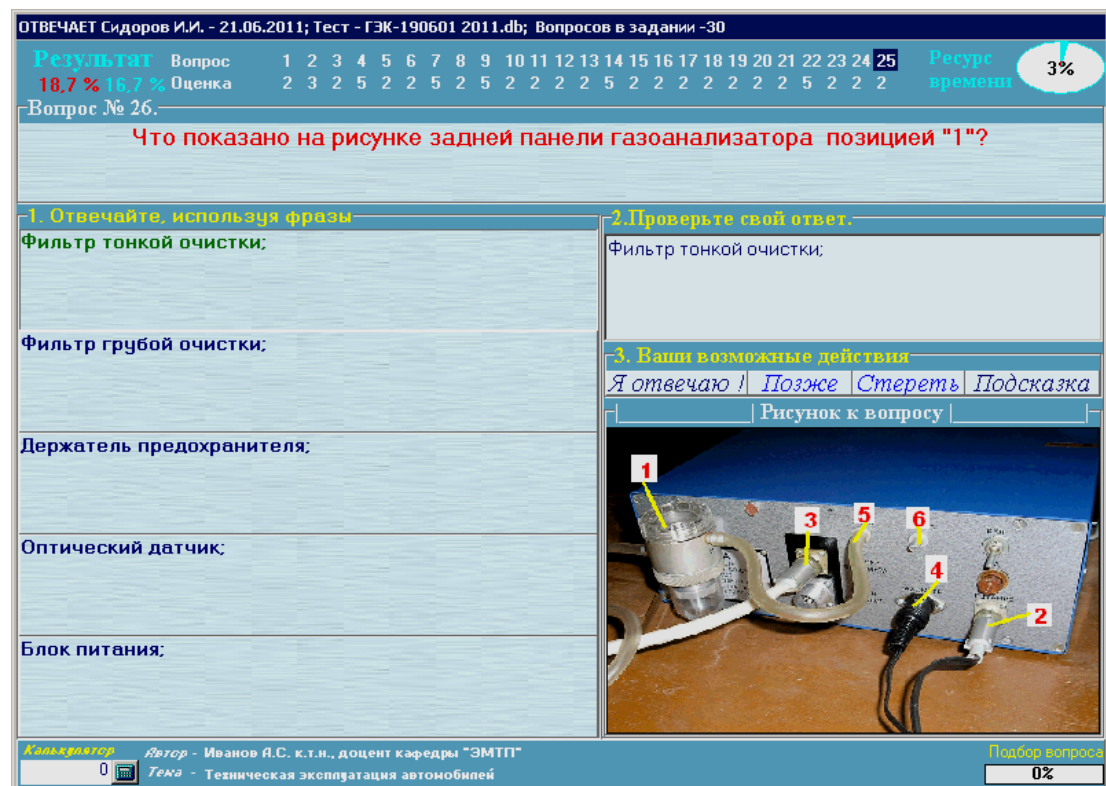 ОТВЕЧАЕТ Сидоров И.И. - 21.06.2011; Тест - ГЭК-190601 2011.db; Вопросов в задании -30
Результат Вопрос 1 2 3 4 5 6 7 8 9 10 11 12 13 14 15 16 17 18 19 20 21 22 23 24 25 Ресурс
18,7 % 16,7 % Оценка 2 3 2 5 2 2 5 2 5 2 2 2 2 5 2 2 2 2 2 2 2 5 2 2 2 времени 3%
Вопрос № 26.
Что показано на рисунке задней панели газоанализатора позицией "1"?
1. Отвечайте, используя фразы
Фильтр тонкой очистки;
Фильтр грубой очистки;
Держатель предохранителя;
Оптический датчик;
Блок питания;
2.Проверьте свой ответ.
Фильтр тонкой очистки;
3. Ваши возможные действия
Я отвечаю ! Позже Стереть Подсказка
Рисунок к вопросу
1
3 5 6
4
2
Калькулятор Автор - Иванов А.С. к.т.н., доцент кафедры "ЭМТП" Подбор вопроса
0 Тема - Техническая эксплуатация автомобилей 0%